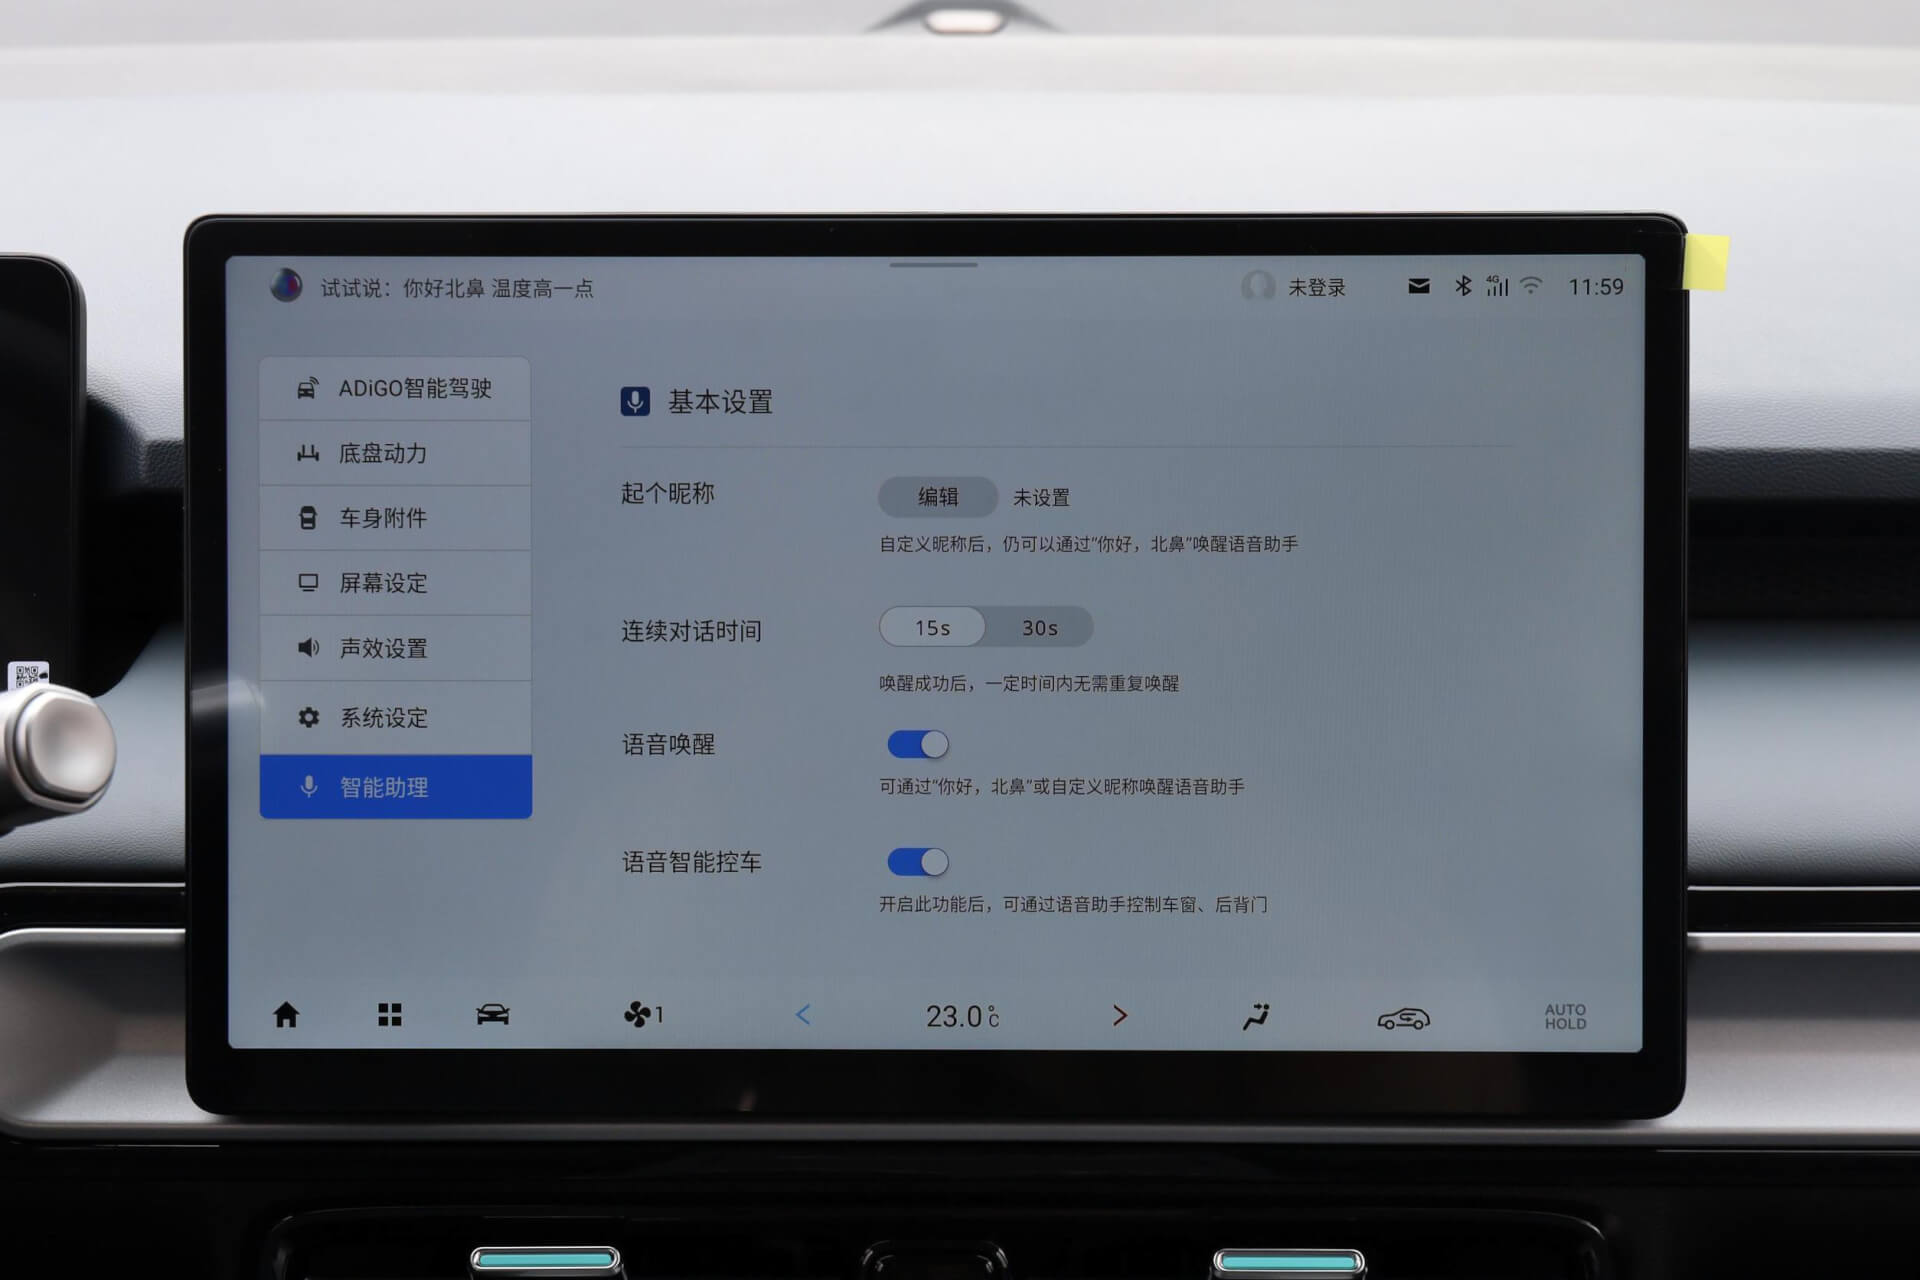 试试说：你好北鼻 温度高一点
未登录
4G
11:59
ADiGO智能驾驶
底盘动力
车身附件
屏幕设定
声效设置
系统设定
智能助理
基本设置
起个昵称
编辑
未设置
自定义昵称后，仍可以通过“你好，北鼻”唤醒语音助手
连续对话时间
15s
30s
唤醒成功后，一定时间内无需重复唤醒
语音唤醒
可通过“你好，北鼻”或自定义昵称唤醒语音助手
语音智能控车
开启此功能后，可通过语音助手控制车窗、后背门
1
23.0℃
AUTO
HOLD